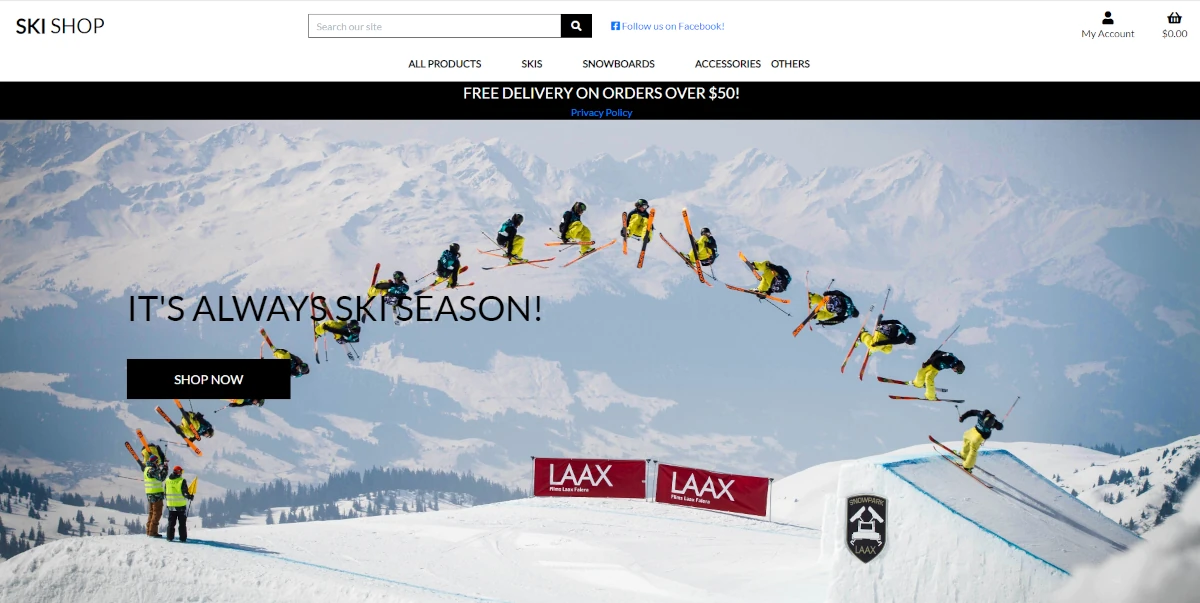 SKI SHOP
Search our site
Follow us on Facebook!
My Account
$0.00
ALL PRODUCTS
SKIS
SNOWBOARDS
ACCESSORIES
OTHERS
FREE DELIVERY ON ORDERS OVER $50!
Privacy Policy
IT'S ALWAYS SKI SEASON!
SHOP NOW
LAAX
Flims Laax Falera
LAAX
Flims Laax Falera
SNOWPARK
LAAX